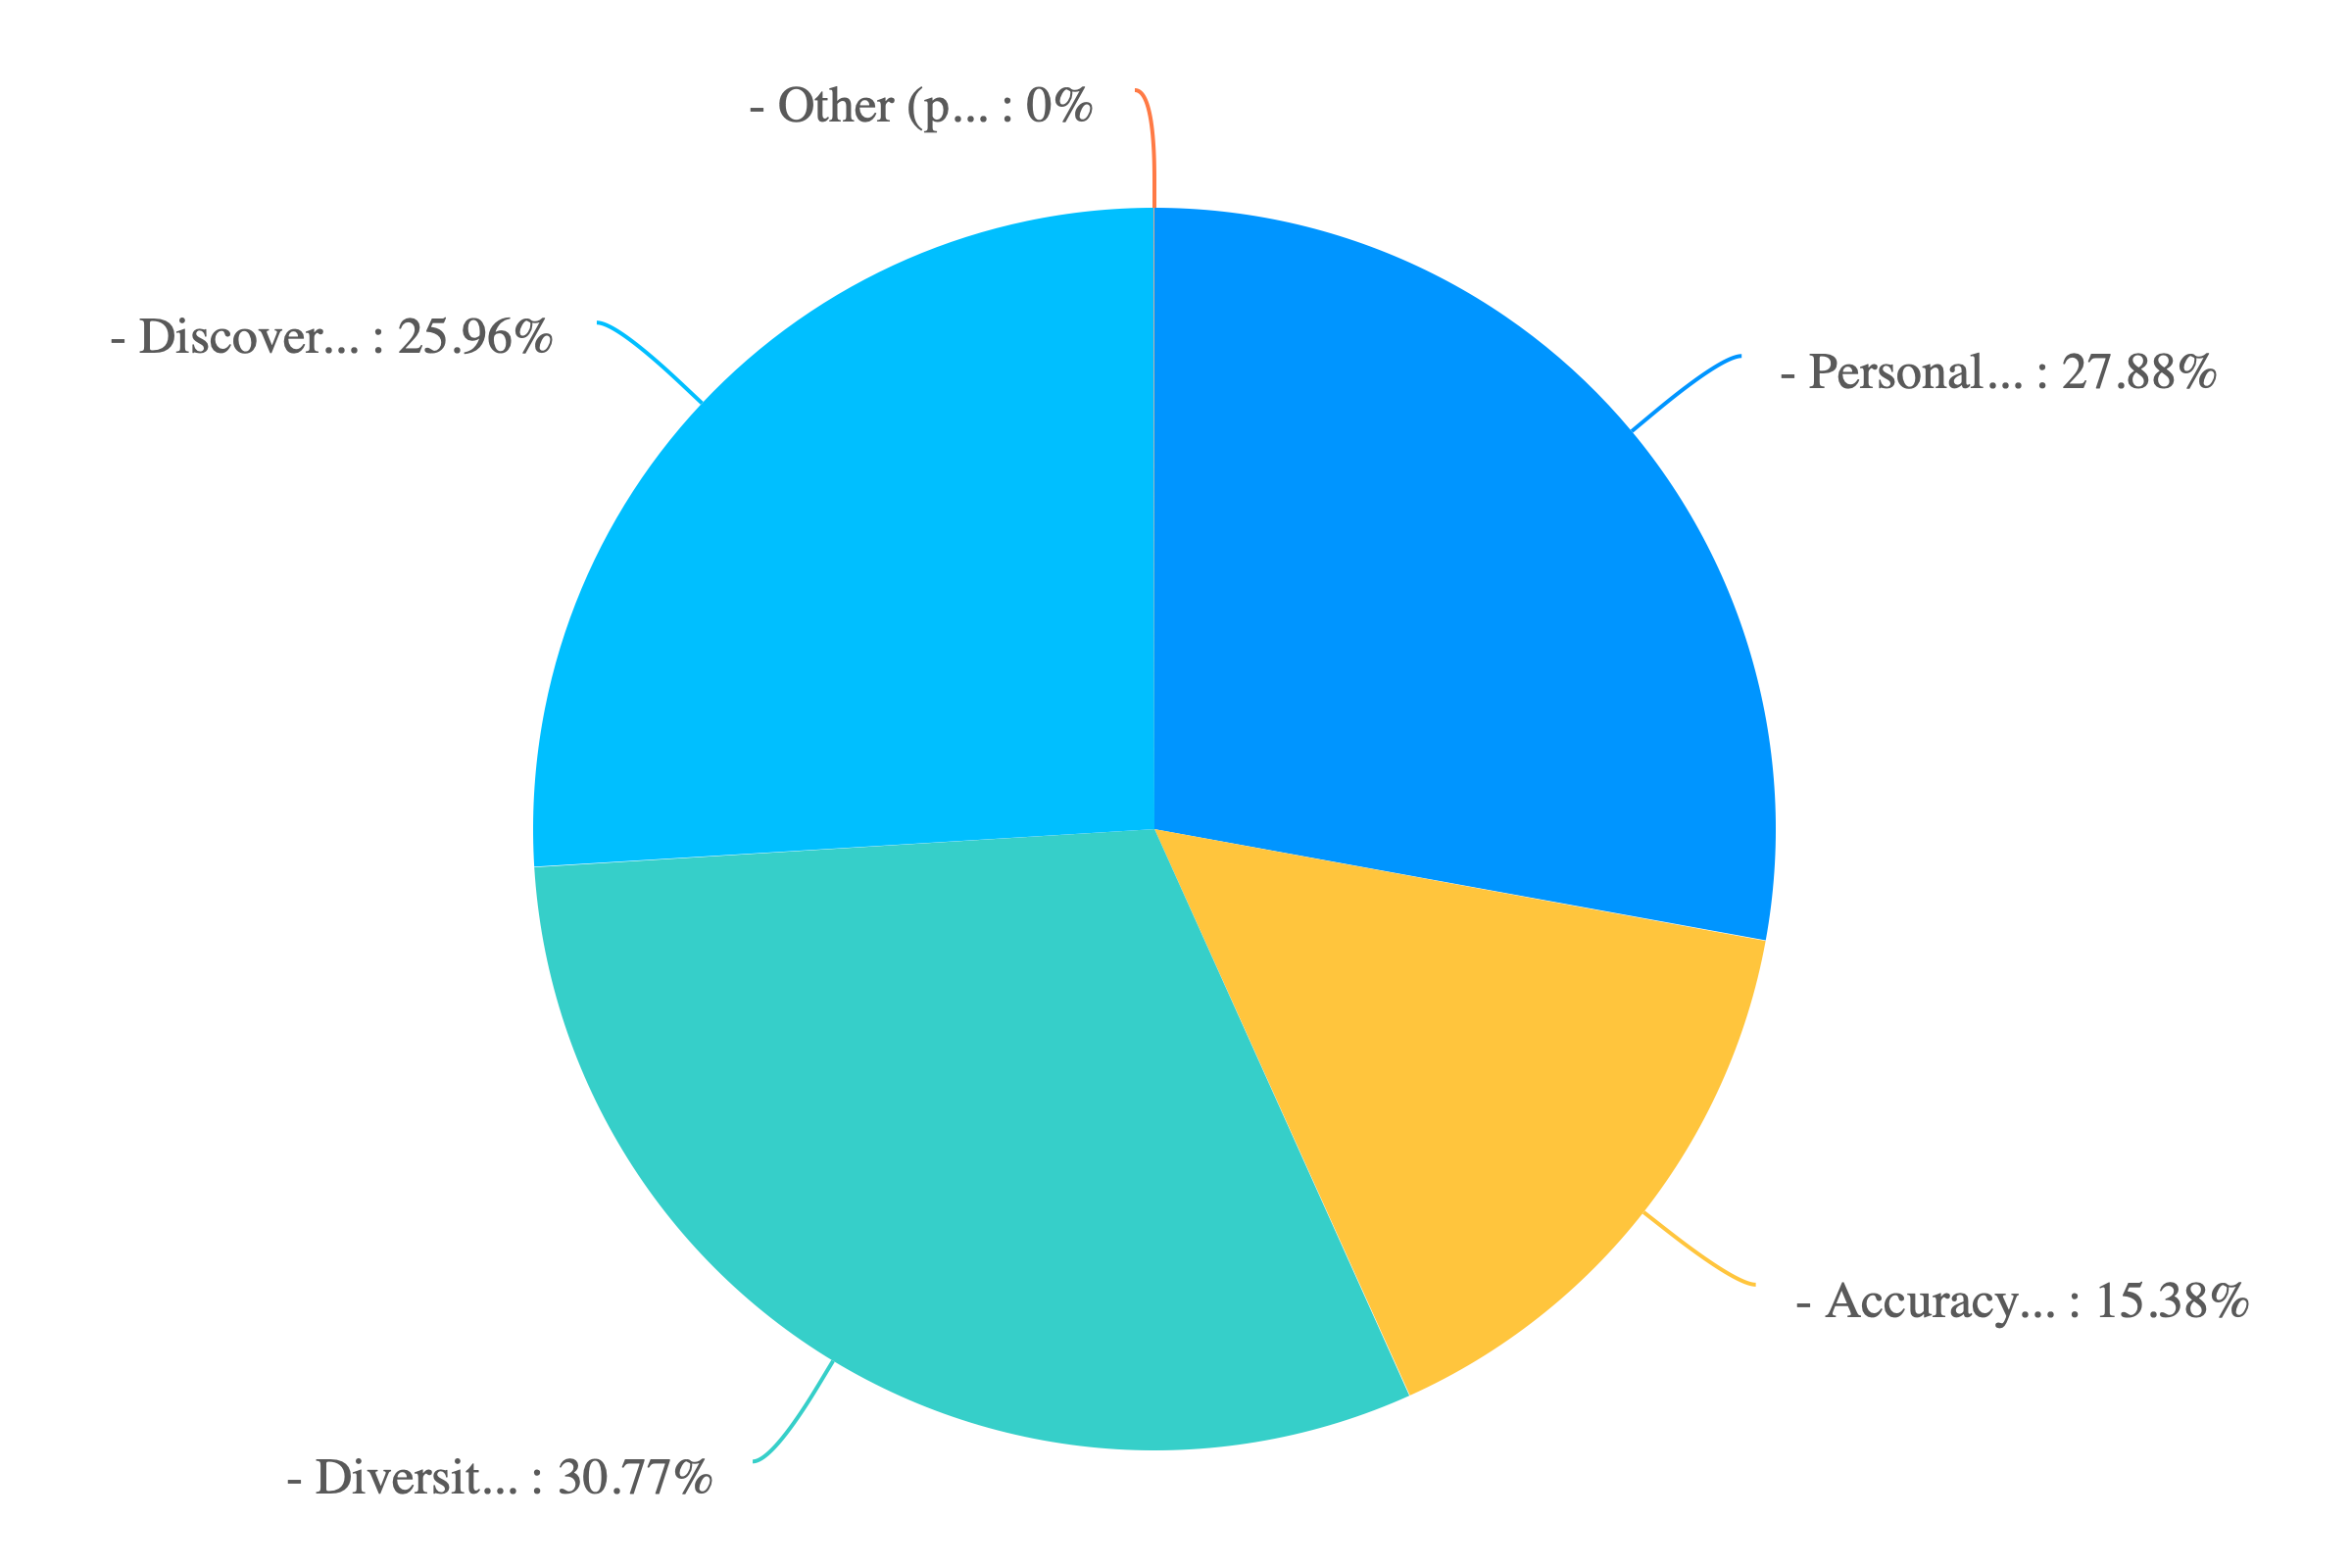 - Other (p... : 0%
- Discover... : 25.96%
- Personal... : 27.88%
- Accuracy... : 15.38%
- Diversit... : 30.77%